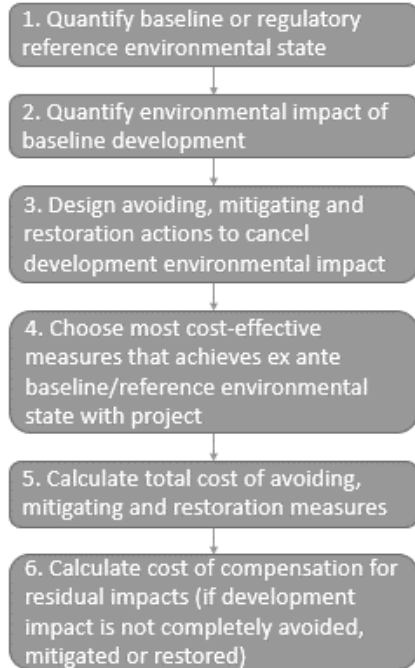 1. Quantify baseline or regulatory
reference environmental state
2. Quantify environmental impact of
baseline development
3. Design avoiding, mitigating and
restoration actions to cancel
development environmental impact
4. Choose most cost-effective
measures that achieves ex ante
baseline/reference environmental
state with project
5. Calculate total cost of avoiding,
mitigating and restoration measures
6. Calculate cost of compensation for
residual impacts (if development
impact is not completely avoided,
mitigated or restored)